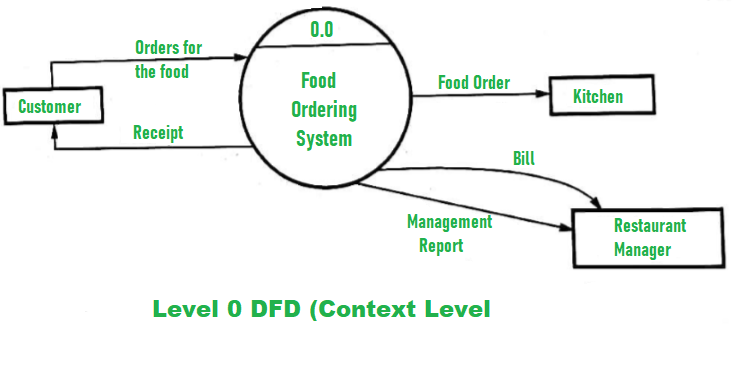 0.0
Orders for
the food
Food
Ordering
System
Food Order
Customer
Kitchen
Receipt
Bill
Management
Report
Restaurant
Manager
Level 0 DFD (Context Level